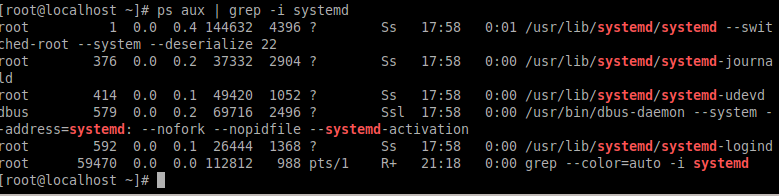 [root@localhost ~]# ps aux | grep -i systemd
root         1  0.0  0.4 144632  4396 ?        Ss   17:58   0:01 /usr/lib/systemd/systemd --swit
ched-root --system --deserialize 22
root       376  0.0  0.2  37332  2904 ?        Ss   17:58   0:00 /usr/lib/systemd/systemd-journa
ld
root       414  0.0  0.1  49420  1052 ?        Ss   17:58   0:00 /usr/lib/systemd/systemd-udevd
dbus       579  0.0  0.2  69716  2496 ?        Ssl  17:58   0:00 /usr/bin/dbus-daemon --system -
-address=systemd: --nofork --nopidfile --systemd-activation
root       592  0.0  0.1  26444  1368 ?        Ss   17:58   0:00 /usr/lib/systemd/systemd-logind
root     59470  0.0  0.0 112812   988 pts/1    R+   21:18   0:00 grep --color=auto -i systemd
[root@localhost ~]#